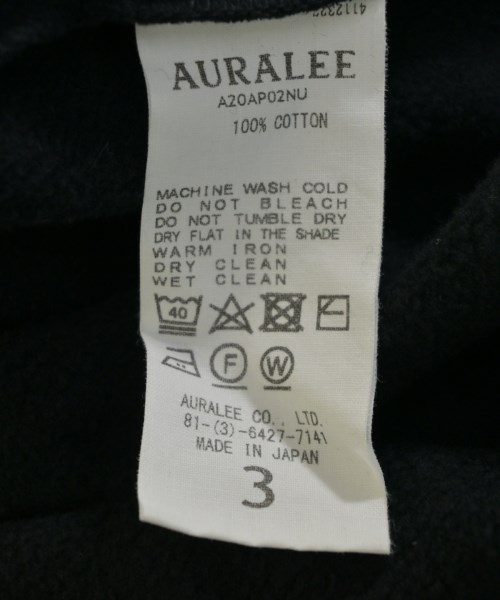 AURALEE
A20AP02NU
100% COTTON
MACHINE WASH COLD
DO NOT BLEACH
DO NOT TUMBLE DRY
DRY FLAT IN THE SHADE
WARM IRON
DRY CLEAN
WET CLEAN
40
F W
AURALEE CO., LTD.
81-(3)-6427-7141
MADE IN JAPAN
3